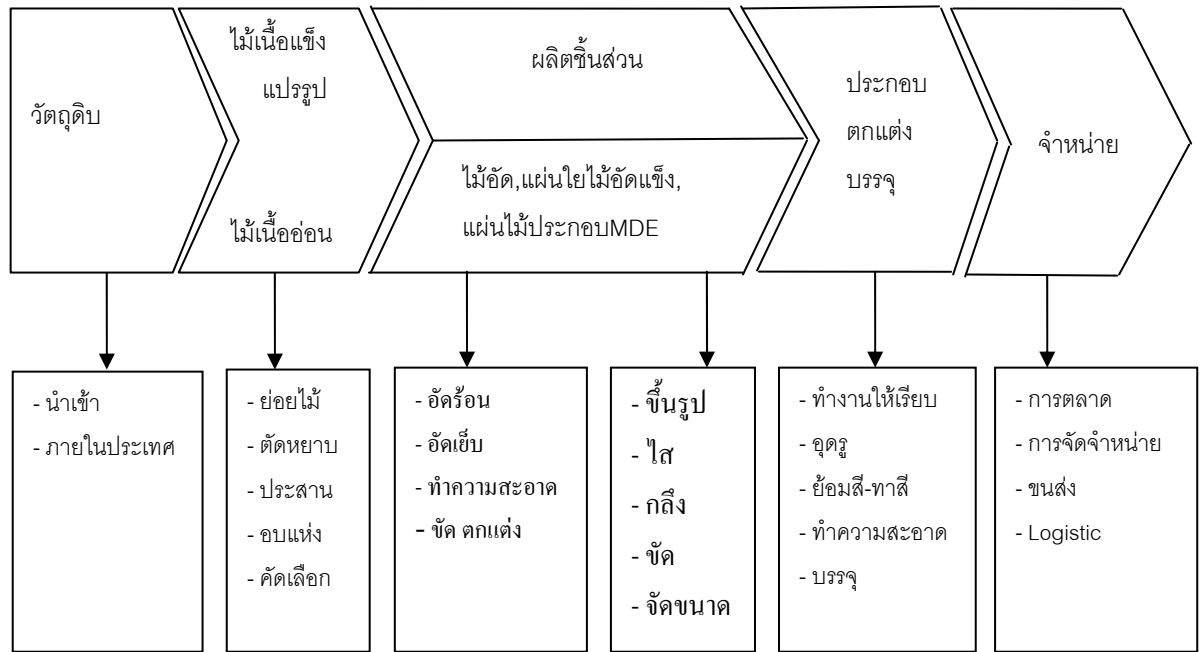 วัตถุดิบ
ไม้เนื้อแข็ง
แปรรูป
ไม้เนื้ออ่อน
ผลิตชิ้นส่วน
ไม้อัด,แผ่นใยไม้อัดแข็ง,
แผ่นไม้ประกอบMDE
ประกอบ
ตกแต่ง
บรรจุ
จำหน่าย
- นำเข้า
- ภายในประเทศ
- ย่อยไม้
- ตัดหยาบ
- ประสาน
- อบแห่ง
- คัดเลือก
- อัดร้อน
- อัดเย็บ
- ทำความสะอาด
- ขัด ตกแต่ง
- ขึ้นรูป
- ไส
- กลึง
- ขัด
- จัดขนาด
- ทำงานให้เรียบ
- อุดรู
- ย้อมสี-ทาสี
- ทำความสะอาด
- บรรจุ
- การตลาด
- การจัดจำหน่าย
- ขนส่ง
- Logistic